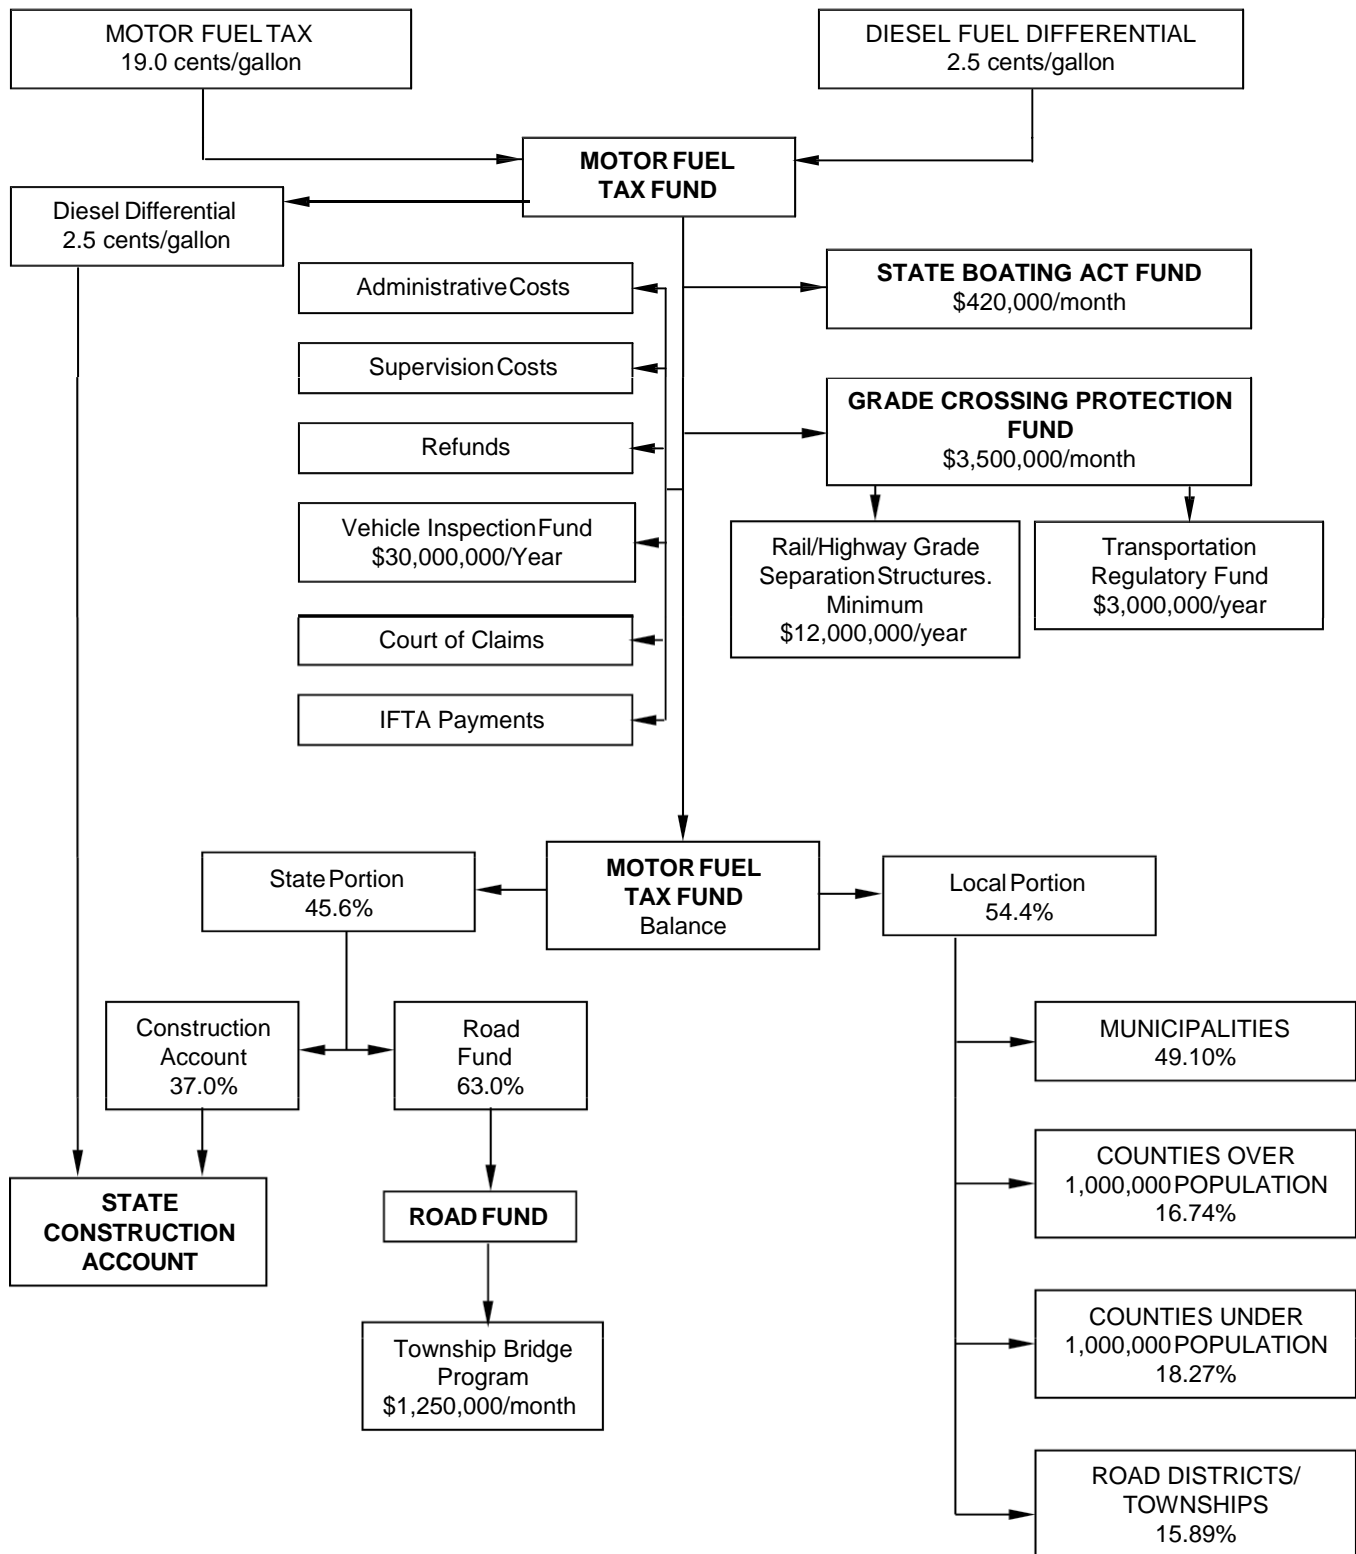 MOTOR FUEL TAX
19.0 cents/gallon
DIESEL FUEL DIFFERENTIAL
2.5 cents/gallon
MOTOR FUEL
TAX FUND
Diesel Differential
2.5 cents/gallon
Administrative Costs
STATE BOATING ACT FUND
$420,000/month
Supervision Costs
GRADE CROSSING PROTECTION
FUND
$3,500,000/month
Refunds
Vehicle Inspection Fund
$30,000,000/Year
Rail/Highway Grade
Separation Structures.
Minimum
$12,000,000/year
Transportation
Regulatory Fund
$3,000,000/year
Court of Claims
IFTA Payments
State Portion
45.6%
MOTOR FUEL
TAX FUND
Balance
Local Portion
54.4%
Construction
Account
37.0%
Road
Fund
63.0%
MUNICIPALITIES
49.10%
COUNTIES OVER
1,000,000 POPULATION
16.74%
STATE
CONSTRUCTION
ACCOUNT
ROAD FUND
COUNTIES UNDER
1,000,000 POPULATION
18.27%
Township Bridge
Program
$1,250,000/month
ROAD DISTRICTS/
TOWNSHIPS
15.89%